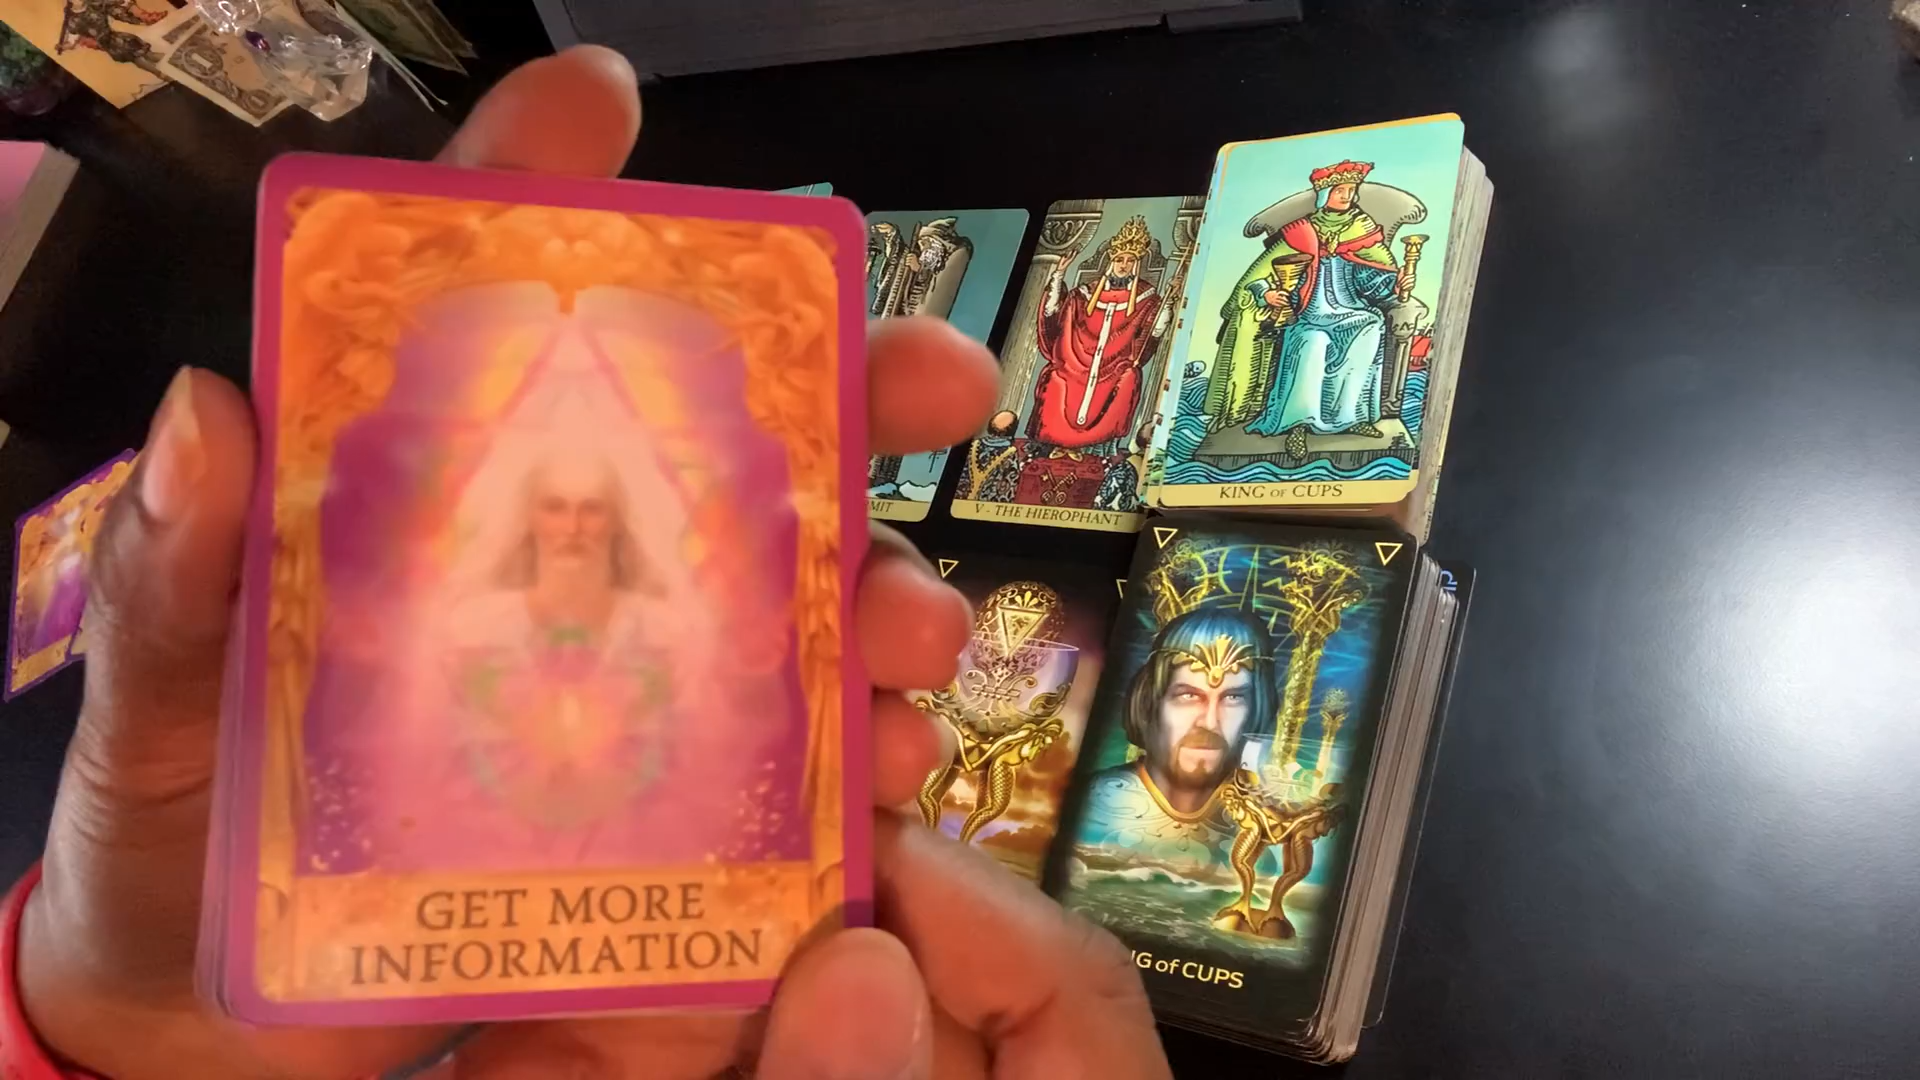 GET MORE
INFORMATION
MIT
V - THE HIEROPHANT
KING OF CUPS
G of CUPS